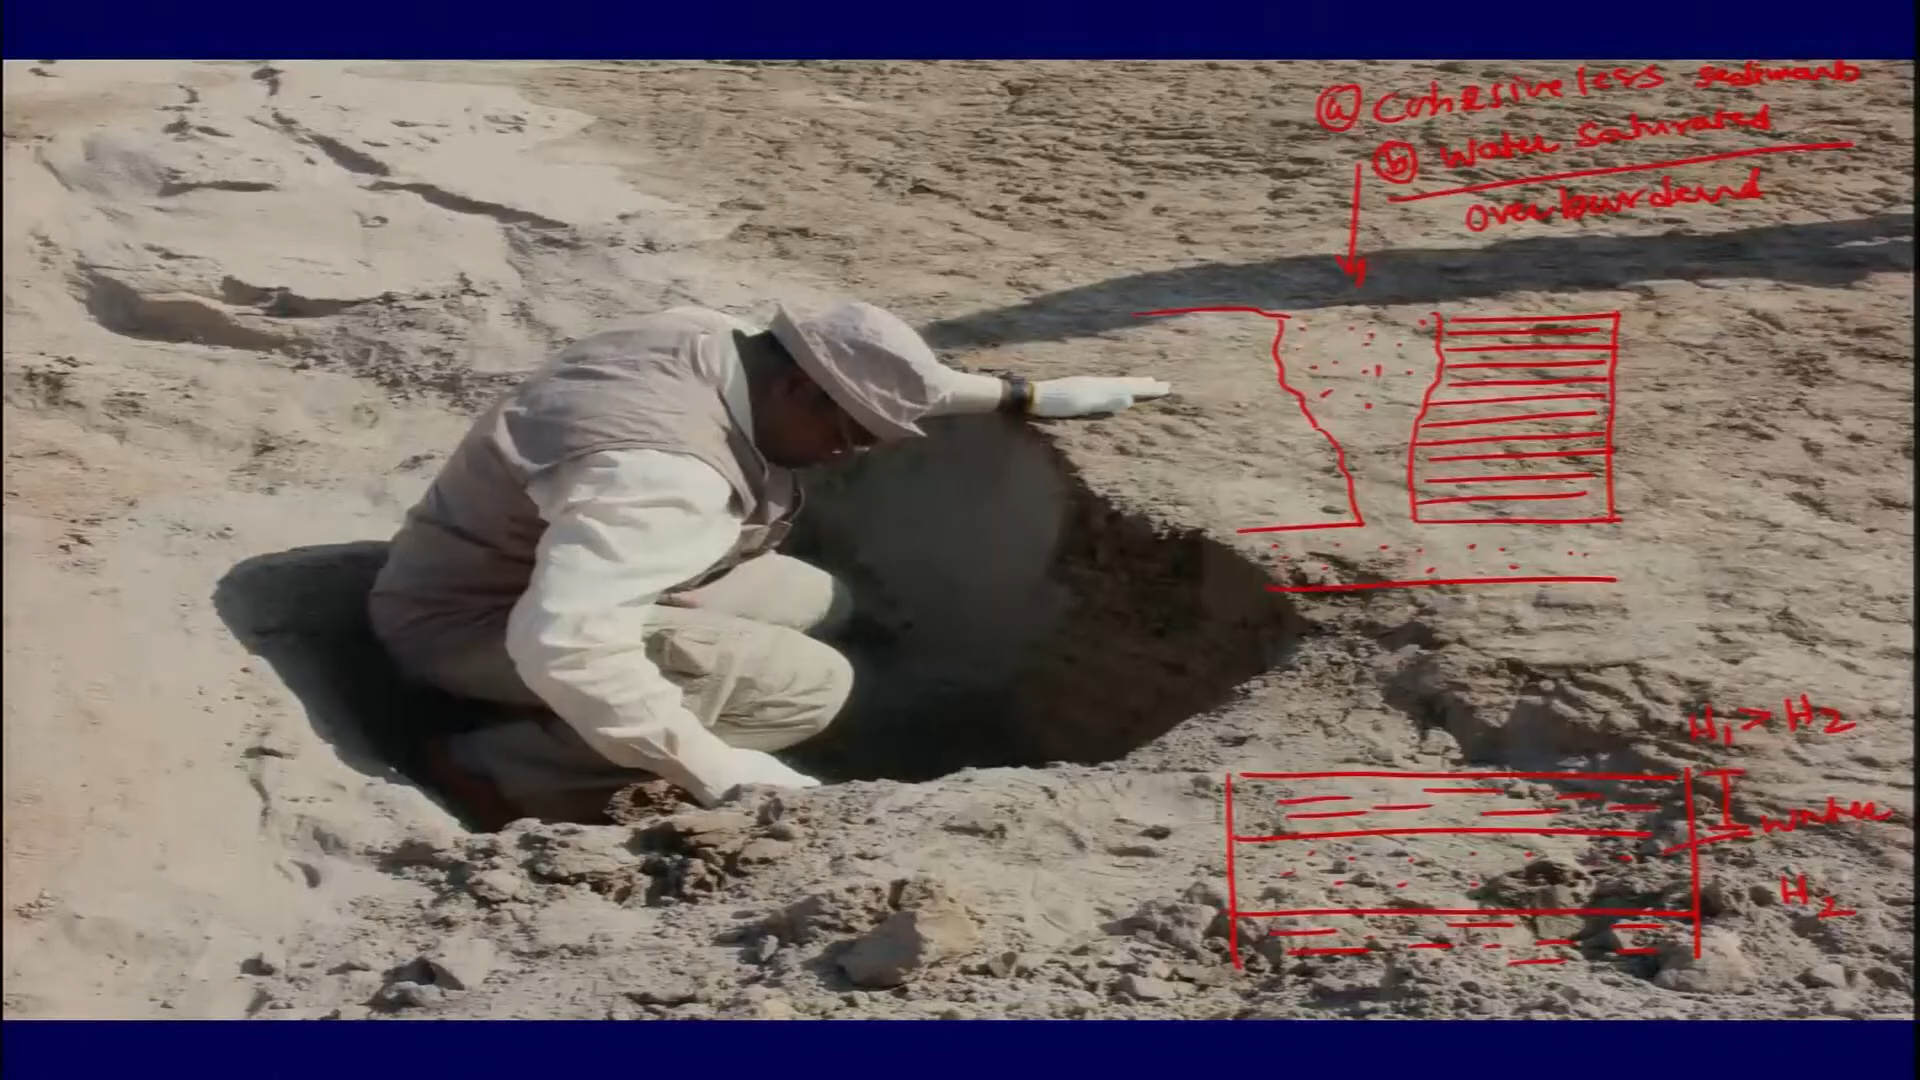 ⓐ Cohesiveless sediments
ⓑ Water saturated
overburdend
H1 > H2
water
H2